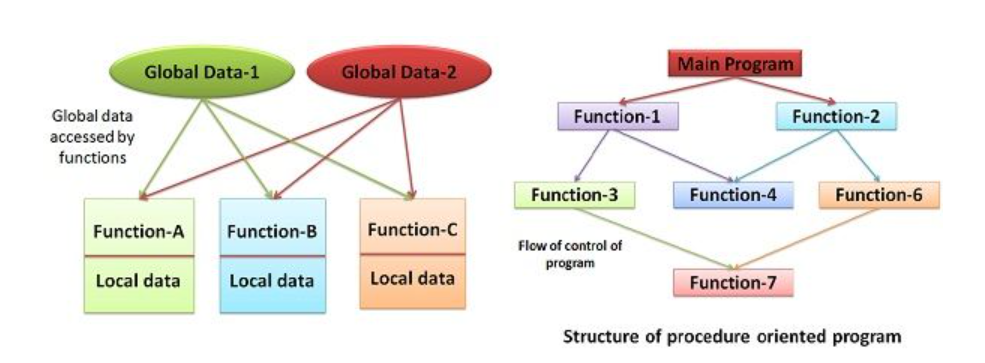 Global Data-1
Global Data-2
Global data
accessed by
functions
Function-A
Local data
Function-B
Local data
Function-C
Local data
Main Program
Function-1
Function-2
Function-3
Function-4
Function-6
Flow of control of
program
Function-7
Structure of procedure oriented program